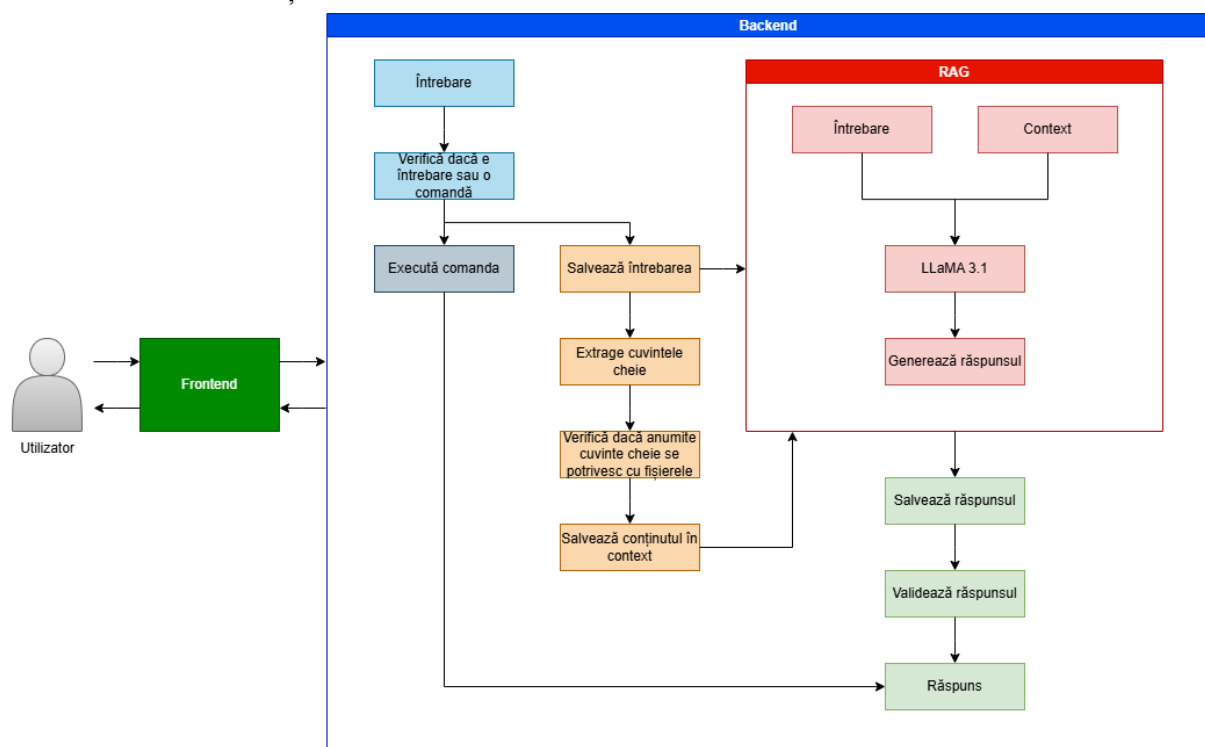 Backend
Întrebare
RAG
Întrebare
Context
Verifică dacă e
întrebare sau o
comandă
Execută comanda
Salvează întrebarea
LLaMA 3.1
Extrage cuvintele
cheie
Generează răspunsul
Frontend
Utilizator
Verifică dacă anumite
cuvinte cheie se
potrivesc cu fișierele
Salvează răspunsul
Salvează conținutul în
context
Validează răspunsul
Răspuns